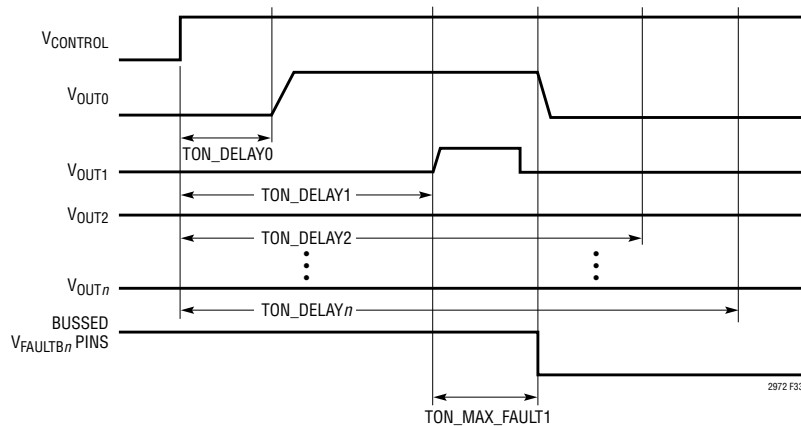 VCONTROL
VOUT0
TON_DELAY0
VOUT1
TON_DELAY1
VOUT2
TON_DELAY2
VOUTn
TON_DELAYn
BUSSED
VFAULTBn PINS
2972 F33
TON_MAX_FAULT1